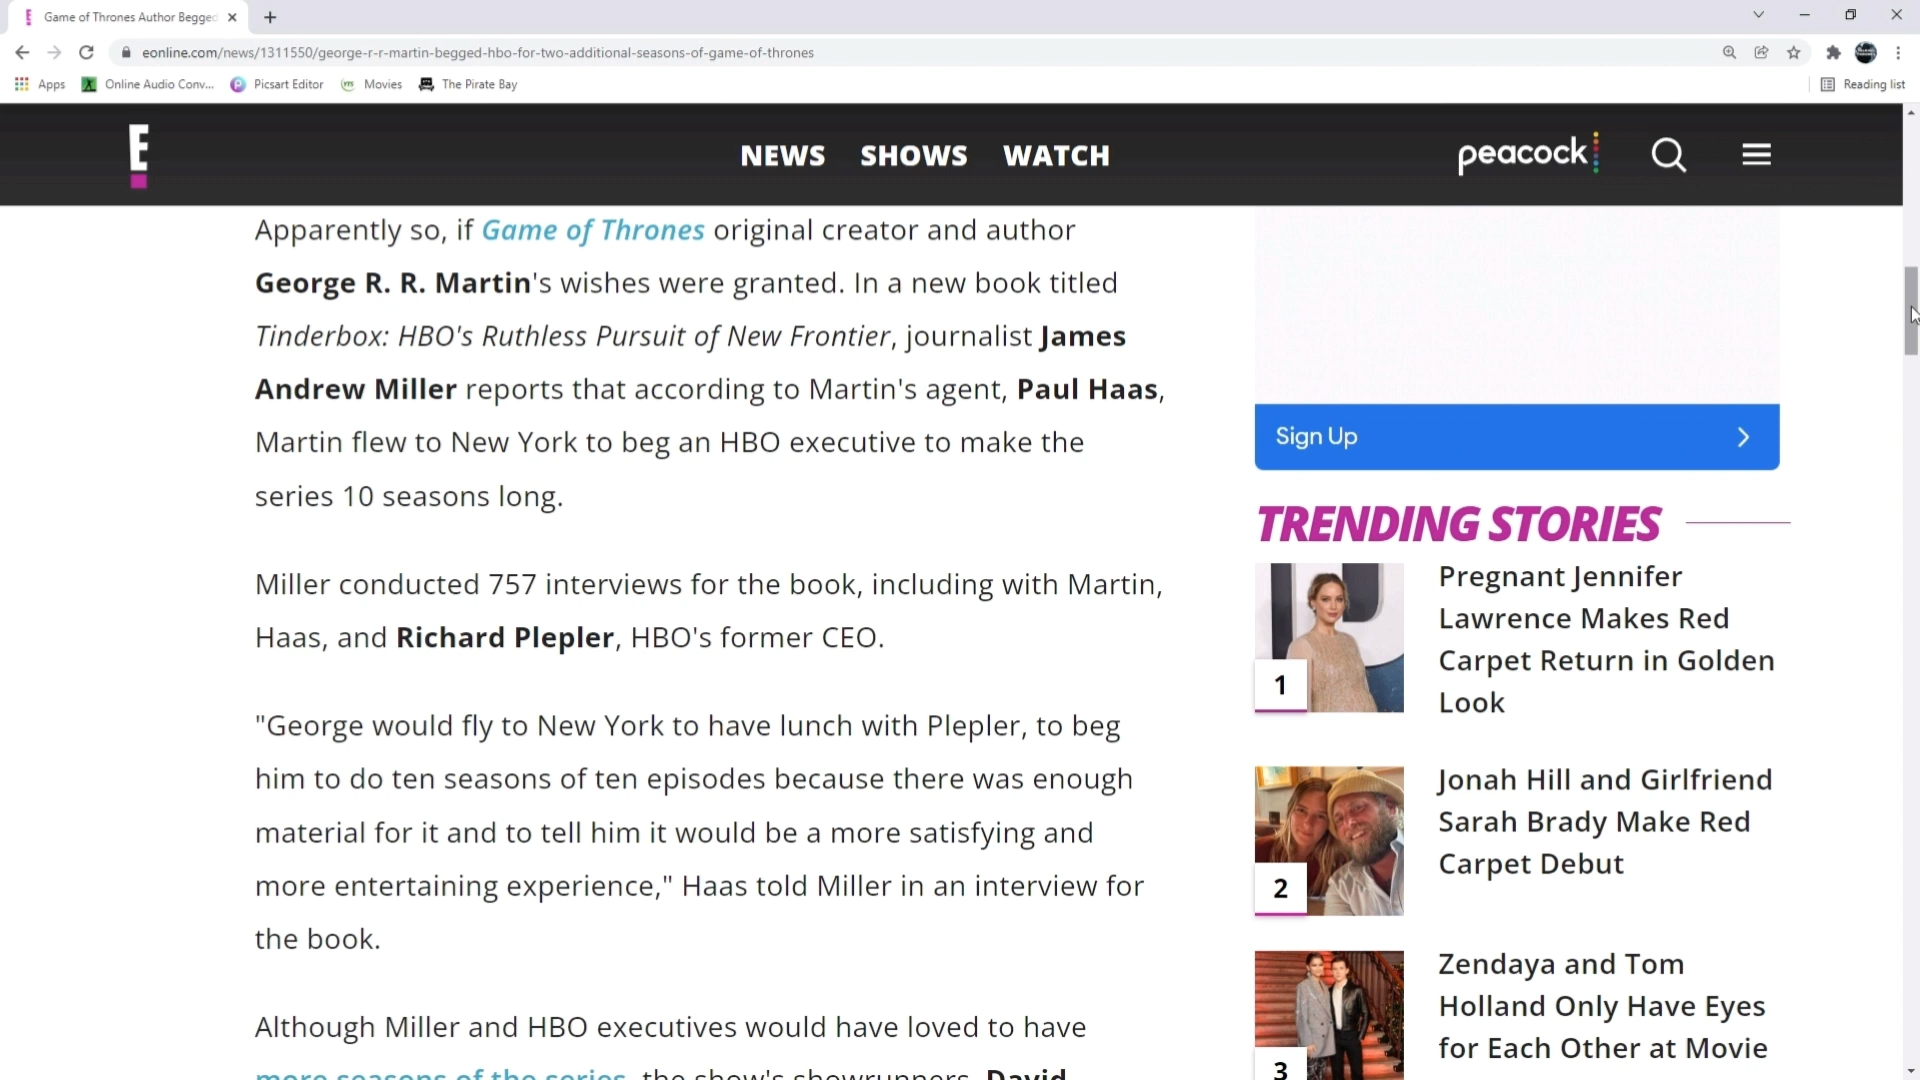 Game of Thrones Author Begged
eonline.com/news/1311550/george-r-r-martin-begged-hbo-for-two-additional-seasons-of-game-of-thrones
Apps
Online Audio Conv...
Picsart Editor
Movies
The Pirate Bay
Reading list
E
NEWS
SHOWS
WATCH
peacock
Apparently so, if Game of Thrones original creator and author
George R. R. Martin's wishes were granted. In a new book titled
Tinderbox: HBO's Ruthless Pursuit of New Frontier, journalist James
Andrew Miller reports that according to Martin's agent, Paul Haas,
Martin flew to New York to beg an HBO executive to make the
series 10 seasons long.
Miller conducted 757 interviews for the book, including with Martin,
Haas, and Richard Plepler, HBO's former CEO.
"George would fly to New York to have lunch with Plepler, to beg
him to do ten seasons of ten episodes because there was enough
material for it and to tell him it would be a more satisfying and
more entertaining experience," Haas told Miller in an interview for
the book.
Although Miller and HBO executives would have loved to have
more seasons of the series, the show's showrunners, David
Sign Up
TRENDING STORIES
1
Pregnant Jennifer
Lawrence Makes Red
Carpet Return in Golden
Look
2
Jonah Hill and Girlfriend
Sarah Brady Make Red
Carpet Debut
3
Zendaya and Tom
Holland Only Have Eyes
for Each Other at Movie